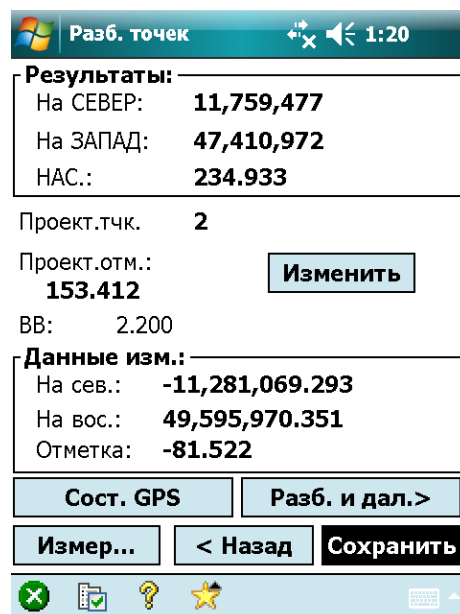 Разб. точек 1:20
Результаты:
На СЕВЕР: 11,759,477
На ЗАПАД: 47,410,972
НАС.: 234.933
Проект.тчк. 2
Проект.отм.:
Изменить
153.412
ВВ: 2.200
Данные изм.:
На сев.: -11,281,069.293
На вос.: 49,595,970.351
Отметка: -81.522
Сост. GPS Разб. и дал.>
Измер... < Назад Сохранить